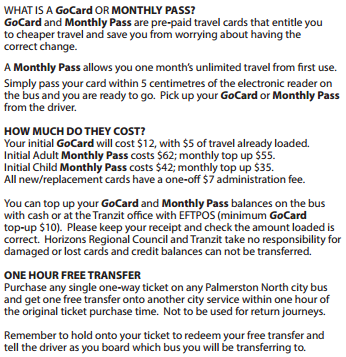 WHAT IS A GoCard OR MONTHLY PASS?
GoCard and Monthly Pass are pre-paid travel cards that entitle you
to cheaper travel and save you from worrying about having the
correct change.
A Monthly Pass allows you one month's unlimited travel from first use.
Simply pass your card within 5 centimetres of the electronic reader on
the bus and you are ready to go. Pick up your GoCard or Monthly Pass
from the driver.
HOW MUCH DO THEY COST?
Your initial GoCard will cost $12, with $5 of travel already loaded.
Initial Adult Monthly Pass costs $62; monthly top up $55.
Initial Child Monthly Pass costs $42; monthly top up $35.
All new/replacement cards have a one-off $7 administration fee.
You can top up your GoCard and Monthly Pass balances on the bus
with cash or at the Tranzit office with EFTPOS (minimum GoCard
top-up $10). Please keep your receipt and check the amount loaded is
correct. Horizons Regional Council and Tranzit take no responsibility for
damaged or lost cards and credit balances can not be transferred.
ONE HOUR FREE TRANSFER
Purchase any single one-way ticket on any Palmerston North city bus
and get one free transfer onto another city service within one hour of
the original ticket purchase time. Not to be used for return journeys.
Remember to hold onto your ticket to redeem your free transfer and
tell the driver as you board which bus you will be transferring to.